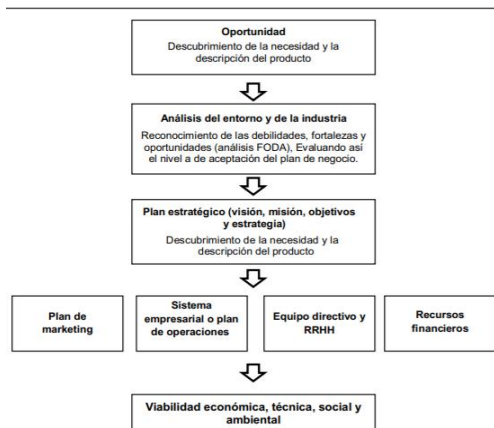 Oportunidad
Descubrimiento de la necesidad y la
descripción del producto
Análisis del entorno y de la industria
Reconocimiento de las debilidades, fortalezas y
oportunidades (análisis FODA), Evaluando así
el nivel a de aceptación del plan de negocio.
Plan estratégico (visión, misión, objetivos
y estrategia)
Descubrimiento de la necesidad y la
descripción del producto
Plan de
marketing
Sistema
empresarial o plan
de operaciones
Equipo directivo y
RRHH
Recursos
financieros
Viabilidad económica, técnica, social y
ambiental